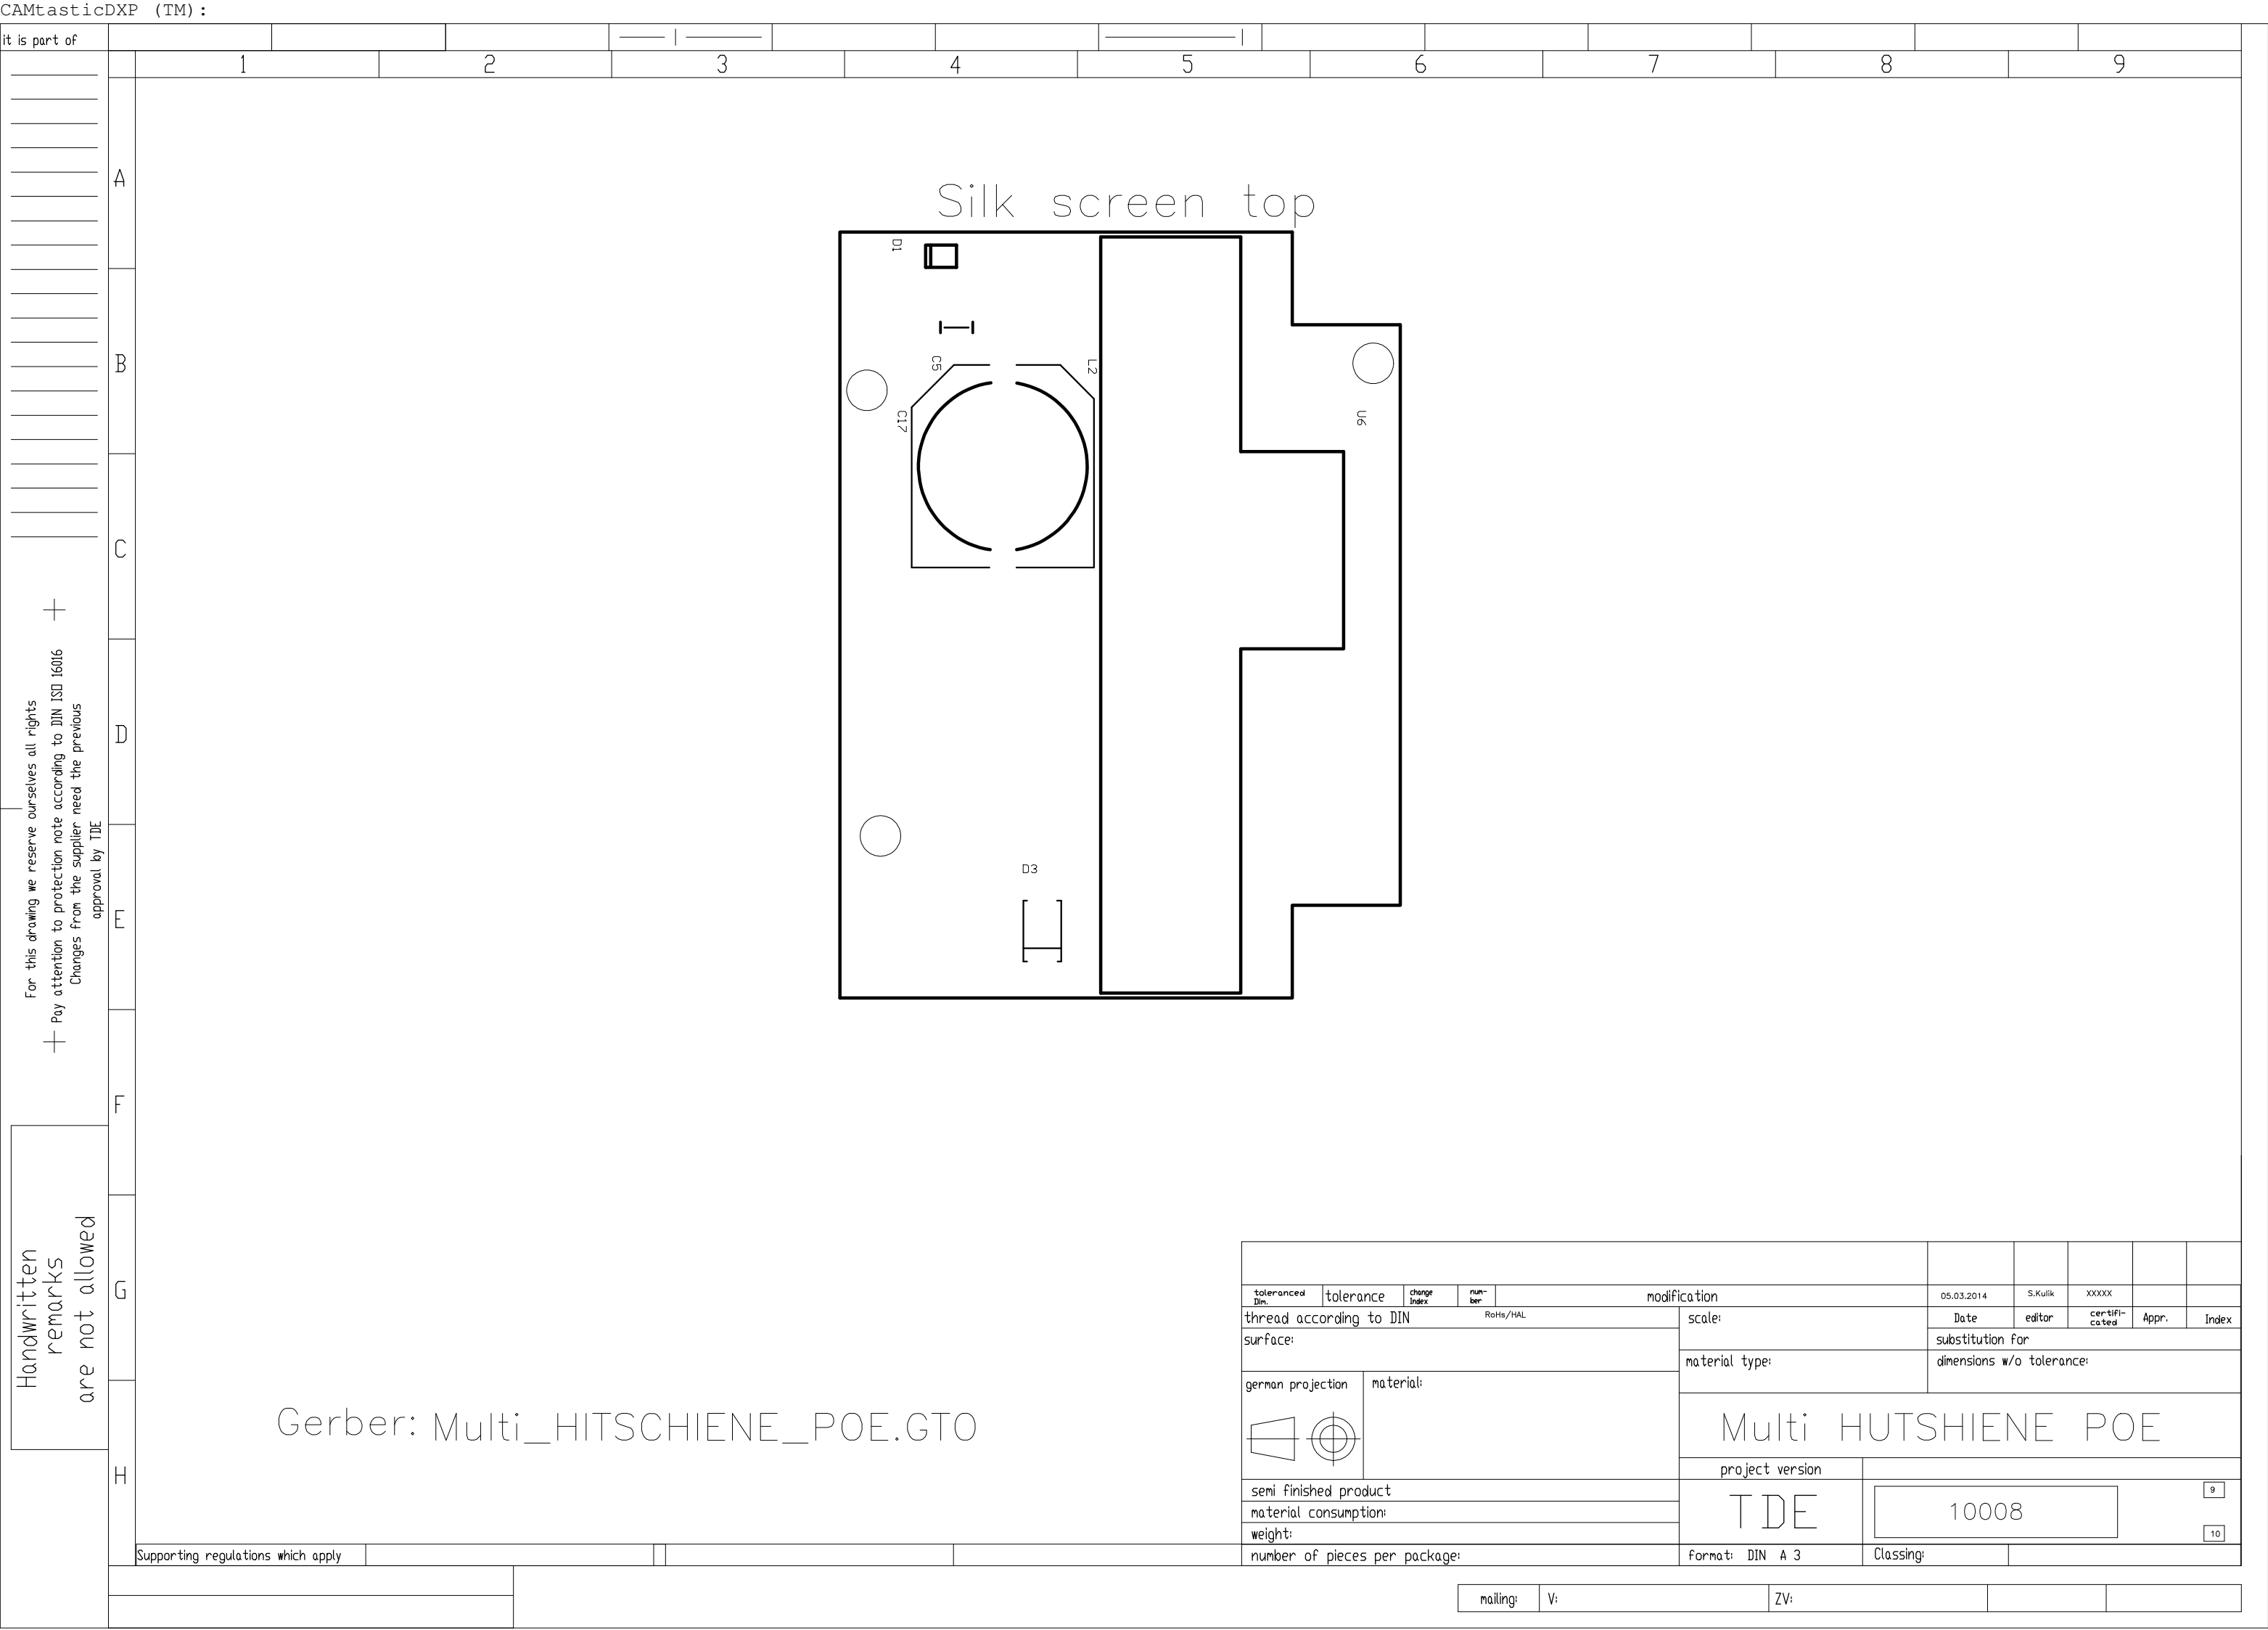 CAMtasticDXP (TM):
it is part of
1 2 3 4 5 6 7 8 9
A
B
C
D
E
F
G
H
Silk screen top
D1
C5
L2
C17
U6
D3
For this drawing we reserve ourselves all rights
Pay attention to protection note according to DIN ISO 16016
Changes from the supplier need the previous
approval by TDE
Handwritten
remarks
are not allowed
Gerber: Multi_HITSCHIENE_POE.GTO
toleranced
Dim.
tolerance
change
Index
num-
ber
modification
05.03.2014
S.Kulik
XXXXX
thread according to DIN
RoHs/HAL
scale:
Date
editor
certifi-
cated
Appr.
Index
surface:
substitution for
material type:
dimensions w/o tolerance:
german projection
material:
Multi HUTSHIENE POE
project version
semi finished product
TDE
10008
9
material consumption:
weight:
10
Supporting regulations which apply
number of pieces per package:
format: DIN A 3
Classing:
mailing:
V:
ZV: